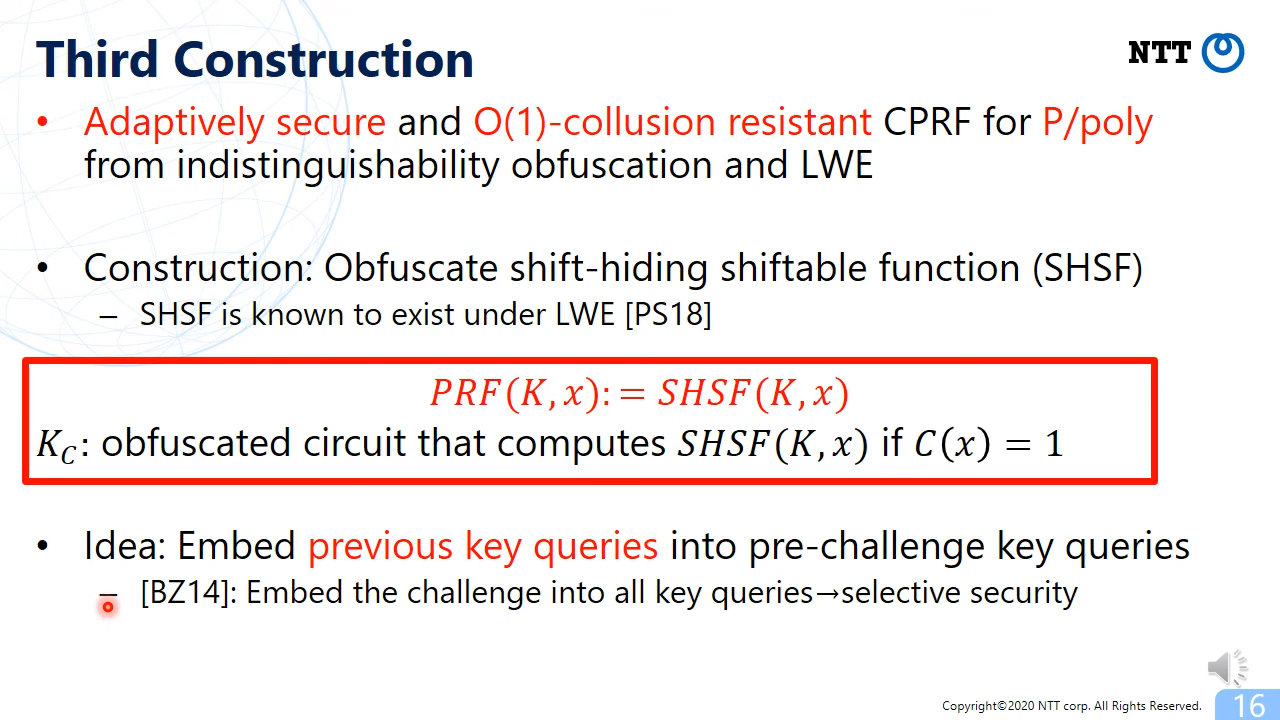 Third Construction
NTT
• Adaptively secure and O(1)-collusion resistant CPRF for P/poly
from indistinguishability obfuscation and LWE
• Construction: Obfuscate shift-hiding shiftable function (SHSF)
– SHSF is known to exist under LWE [PS18]
𝑃𝑅𝐹(𝐾, 𝑥): = 𝑆𝐻𝑆𝐹(𝐾, 𝑥)
𝐾_𝐶: obfuscated circuit that computes 𝑆𝐻𝑆𝐹(𝐾, 𝑥) if 𝐶(𝑥) = 1
• Idea: Embed previous key queries into pre-challenge key queries
– [BZ14]: Embed the challenge into all key queries→selective security
Copyright©2020 NTT corp. All Rights Reserved.
16